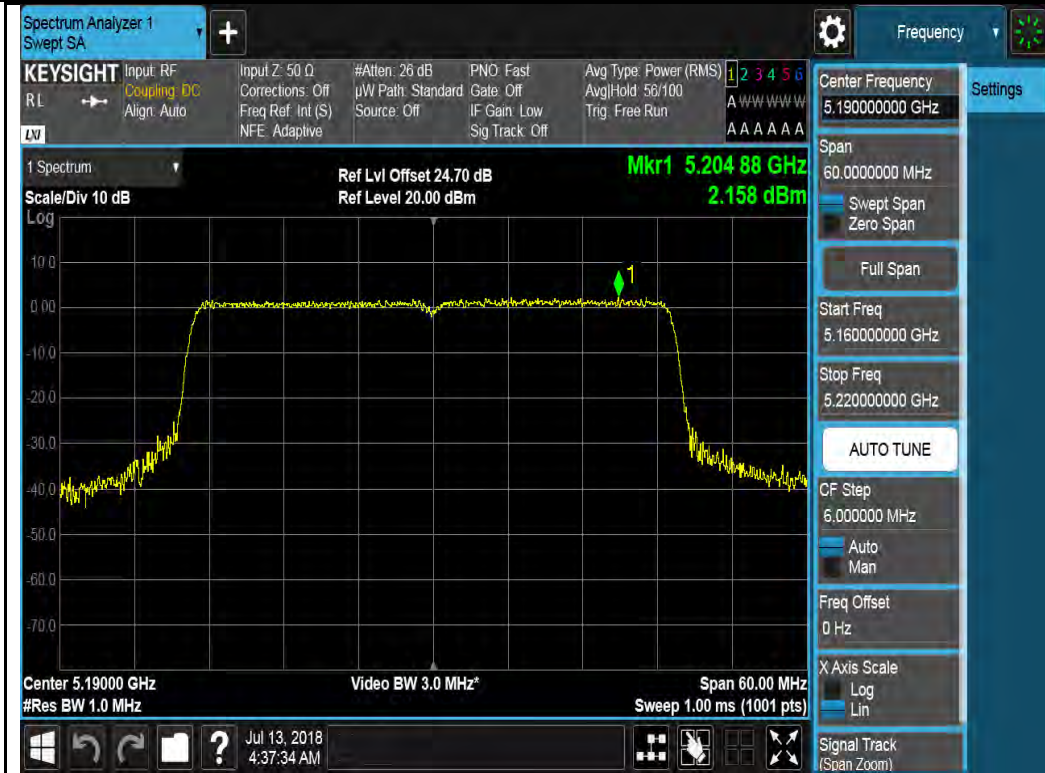 Spectrum Analyzer 1
Swept SA
+
Frequency
KEYSIGHT
RL
LXI
Input: RF
Coupling: DC
Align: Auto
Input Z: 50 Ω
Corrections: Off
Freq Ref: Int (S)
NFE: Adaptive
#Atten: 26 dB
µW Path: Standard
Source: Off
PNO: Fast
Gate: Off
IF Gain: Low
Sig Track: Off
Avg Type: Power (RMS)
Avg|Hold: 56/100
Trig: Free Run
1 2 3 4 5 6
A W W W W W
A A A A A A
1 Spectrum
Scale/Div 10 dB
Log
Ref Lvl Offset 24.70 dB
Ref Level 20.00 dBm
Mkr1 5.204 88 GHz
2.158 dBm
1
10.0
0.00
-10.0
-20.0
-30.0
-40.0
-50.0
-60.0
-70.0
Center 5.19000 GHz
#Res BW 1.0 MHz
Video BW 3.0 MHz*
Span 60.00 MHz
Sweep 1.00 ms (1001 pts)
?
Jul 13, 2018
4:37:34 AM
Center Frequency
5.190000000 GHz
Settings
Span
60.0000000 MHz
Swept Span
Zero Span
Full Span
Start Freq
5.160000000 GHz
Stop Freq
5.220000000 GHz
AUTO TUNE
CF Step
6.000000 MHz
Auto
Man
Freq Offset
0 Hz
X Axis Scale
Log
Lin
Signal Track
(Span Zoom)